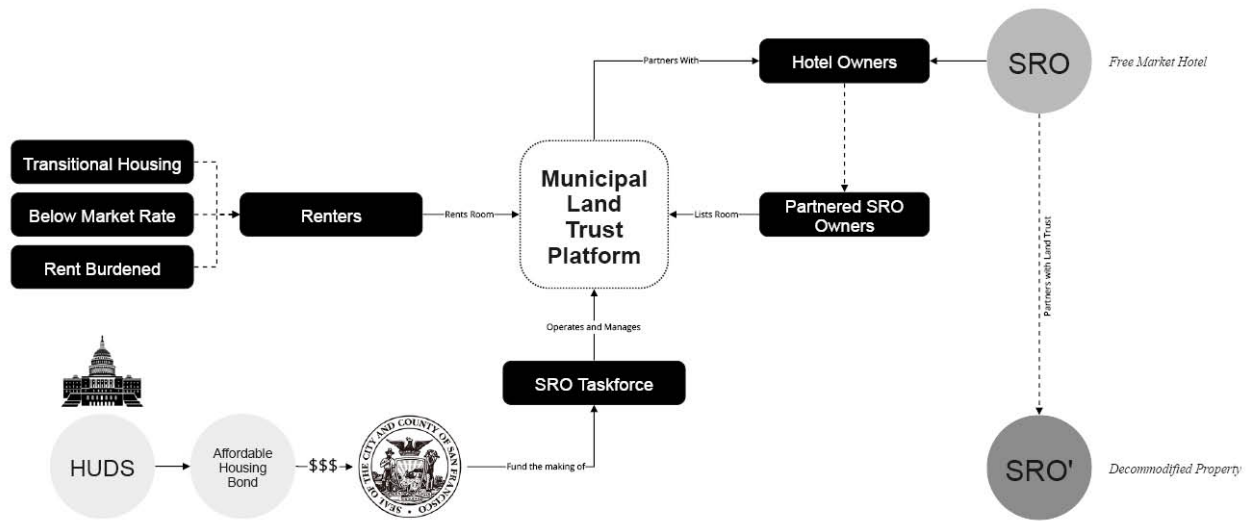 Partners With
Hotel Owners
SRO
Free Market Hotel
Transitional Housing
Below Market Rate
Rent Burdened
Renters
Rents Room
Municipal
Land
Trust
Platform
Lists Room
Partnered SRO
Owners
Partners with Land Trust
Operates and Manages
SRO Taskforce
HUDS
Affordable
Housing
Bond
$$$
SEAL OF THE CITY AND COUNTY OF SAN FRANCISCO
Fund the making of
SRO'
Decommodified Property